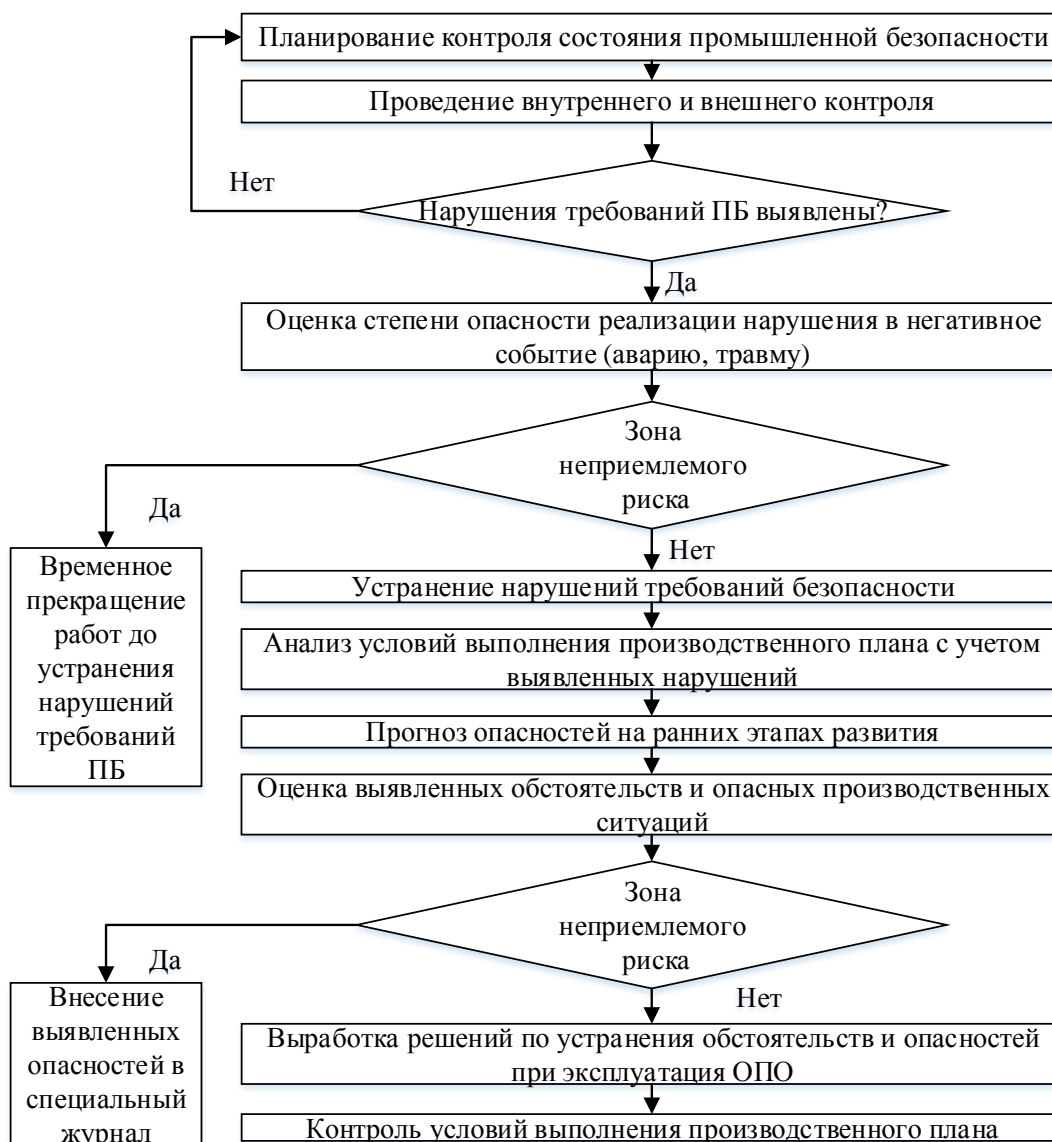 Планирование контроля состояния промышленной безопасности
Проведение внутреннего и внешнего контроля
Нет
Нарушения требований ПБ выявлены?
Да
Оценка степени опасности реализации нарушения в негативное
событие (аварию, травму)
Зона
неприемлемого
риска
Да
Нет
Временное
прекращение
работ до
устранения
нарушений
требований
ПБ
Устранение нарушений требований безопасности
Анализ условий выполнения производственного плана с учетом
выявленных нарушений
Прогноз опасностей на ранних этапах развития
Оценка выявленных обстоятельств и опасных производственных
ситуаций
Зона
неприемлемого
риска
Да
Нет
Внесение
выявленных
опасностей в
специальный
журнал
Выработка решений по устранения обстоятельств и опасностей
при эксплуатация ОПО
Контроль условий выполнения производственного плана